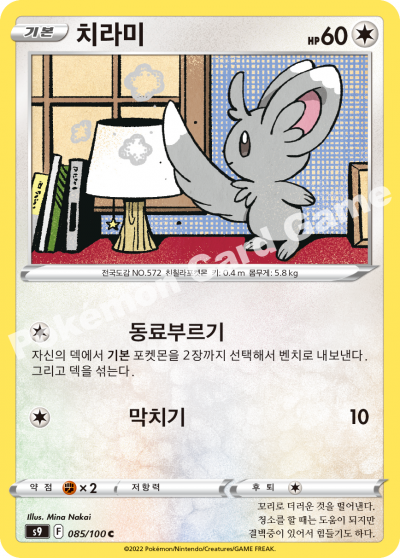 기본 치라미 HP 60
전국도감 NO.572 친칠라포켓몬 키: 0.4 m 몸무게: 5.8 kg
Pokémon Card Game
동료부르기
자신의 덱에서 기본 포켓몬을 2장까지 선택해서 벤치로 내보낸다.
그리고 덱을 섞는다.
막치기 10
약점 ×2 저항력 후퇴
Illus. Mina Nakai
꼬리로 더러운 것을 떨어낸다.
청소를 할 때는 도움이 되지만
결벽증이 있어서 힘들기도 하다.
s9 F 085/100 C
©2022 Pokémon/Nintendo/Creatures/GAME FREAK.